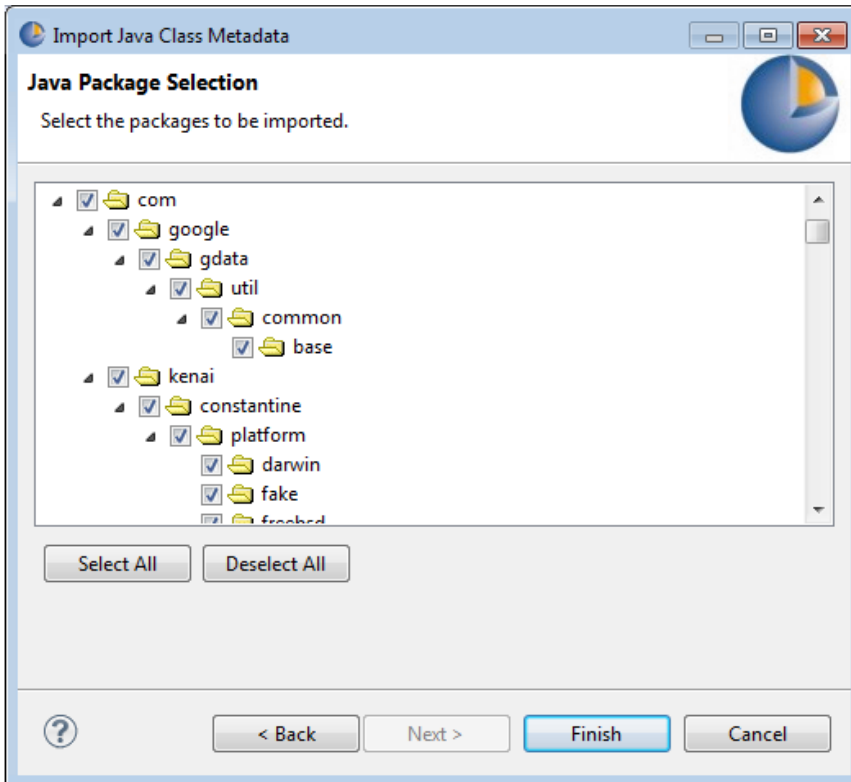 Import Java Class Metadata
Java Package Selection
Select the packages to be imported.
com
google
gdata
util
common
base
kenai
constantine
platform
darwin
fake
freebsd
Select All
Deselect All
?
< Back
Next >
Finish
Cancel